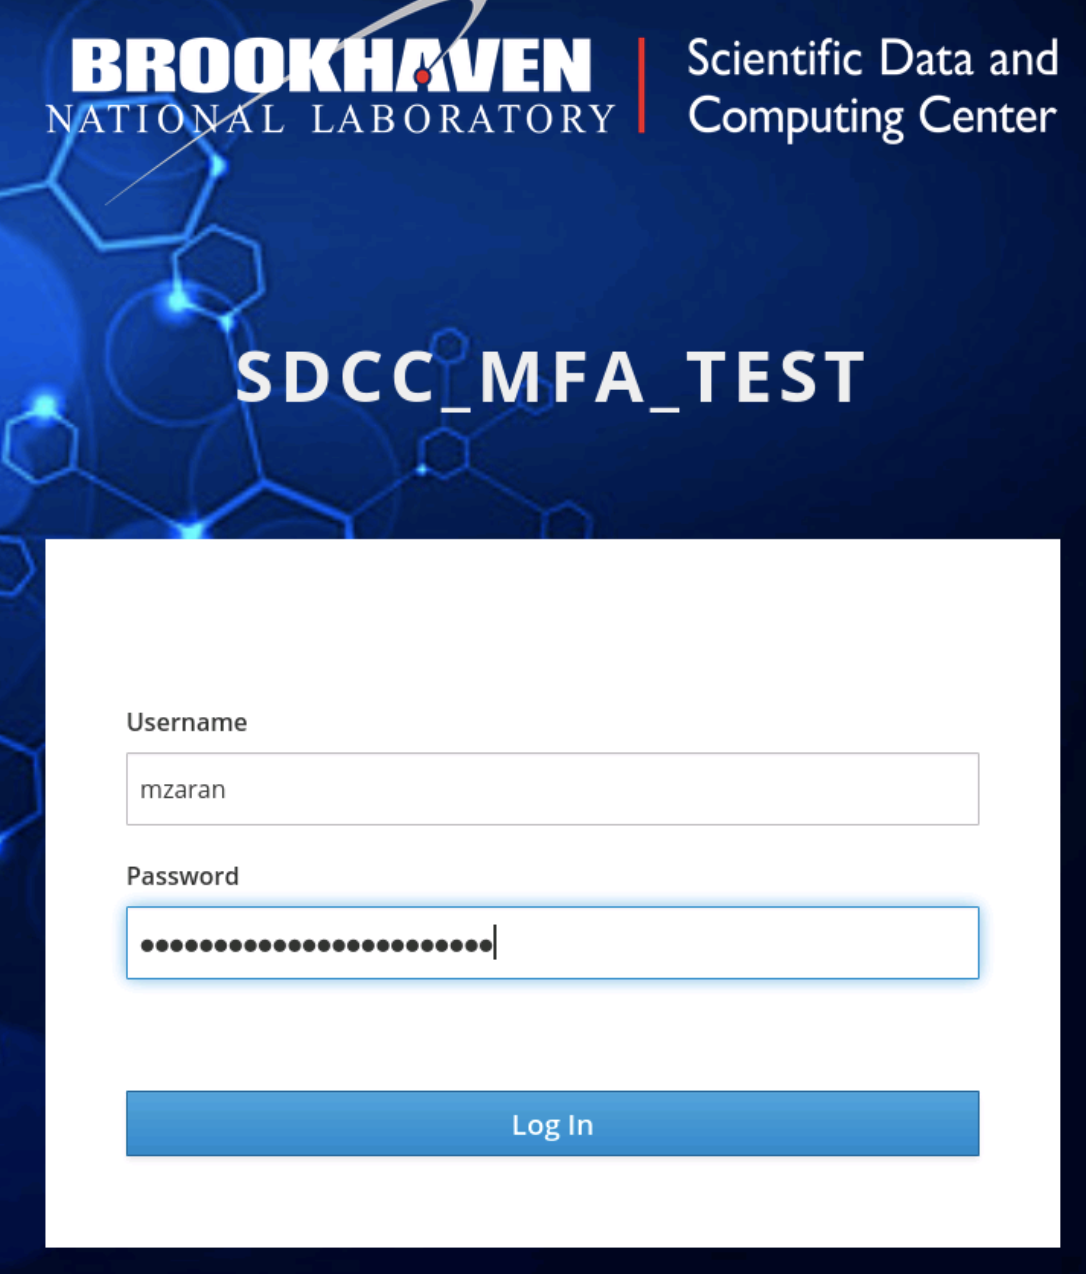 BROOKHAVEN
NATIONAL LABORATORY
Scientific Data and
Computing Center
SDCC_MFA_TEST
Username
mzaran
Password
••••••••••••••••••••••••
Log In